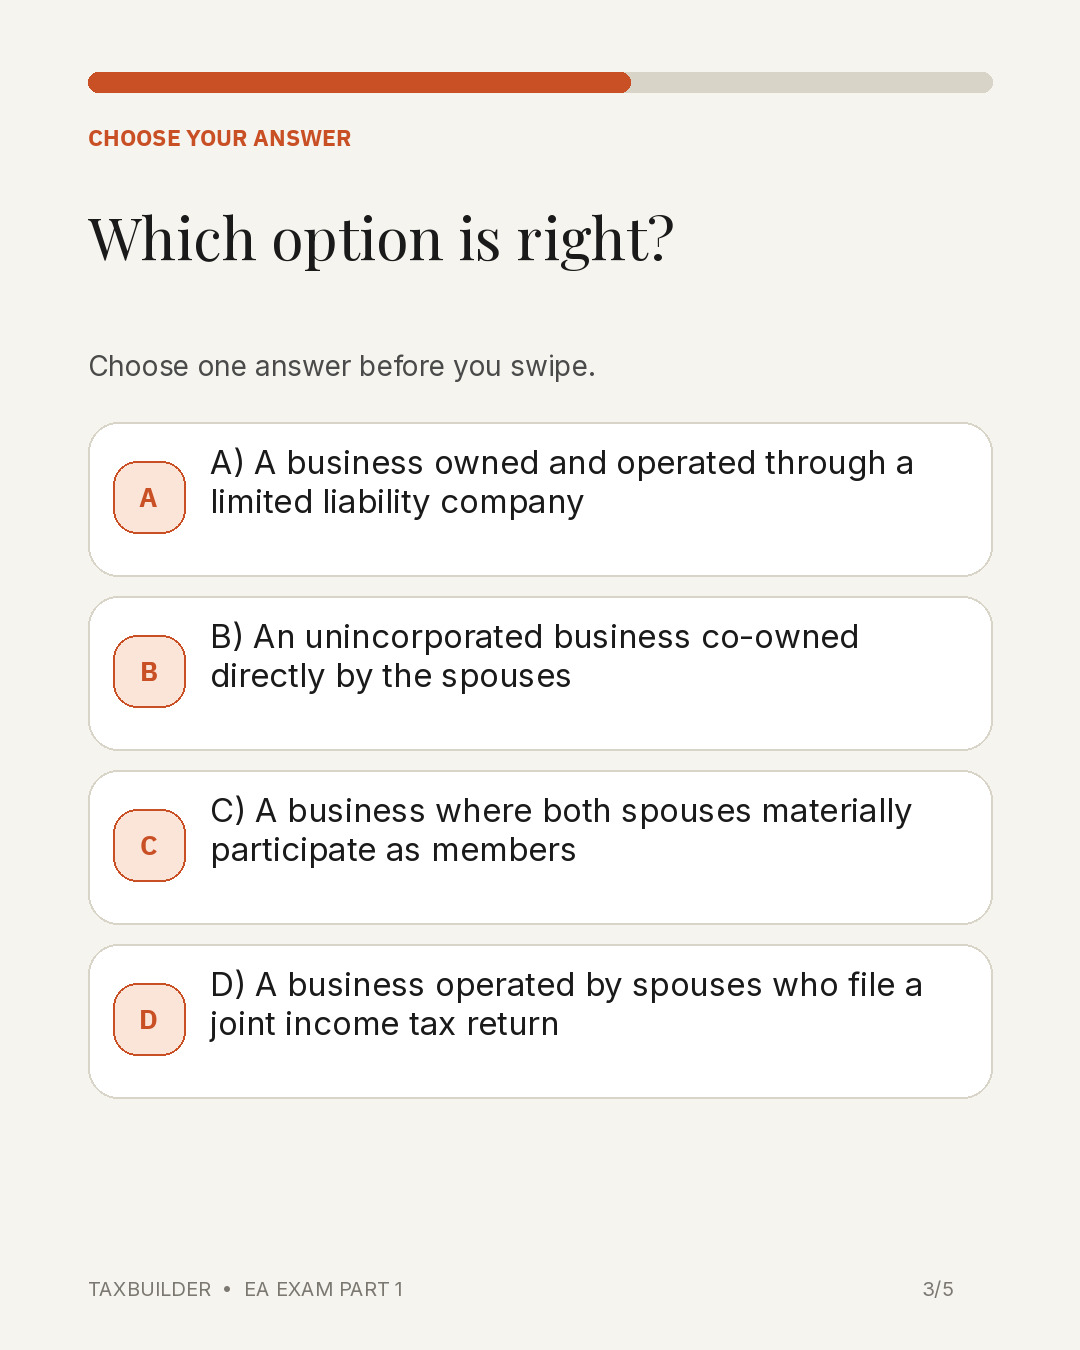 CHOOSE YOUR ANSWER
Which option is right?
Choose one answer before you swipe.
A
A) A business owned and operated through a
limited liability company
B
B) An unincorporated business co-owned
directly by the spouses
C
C) A business where both spouses materially
participate as members
D
D) A business operated by spouses who file a
joint income tax return
TAXBUILDER • EA EXAM PART 1
3/5